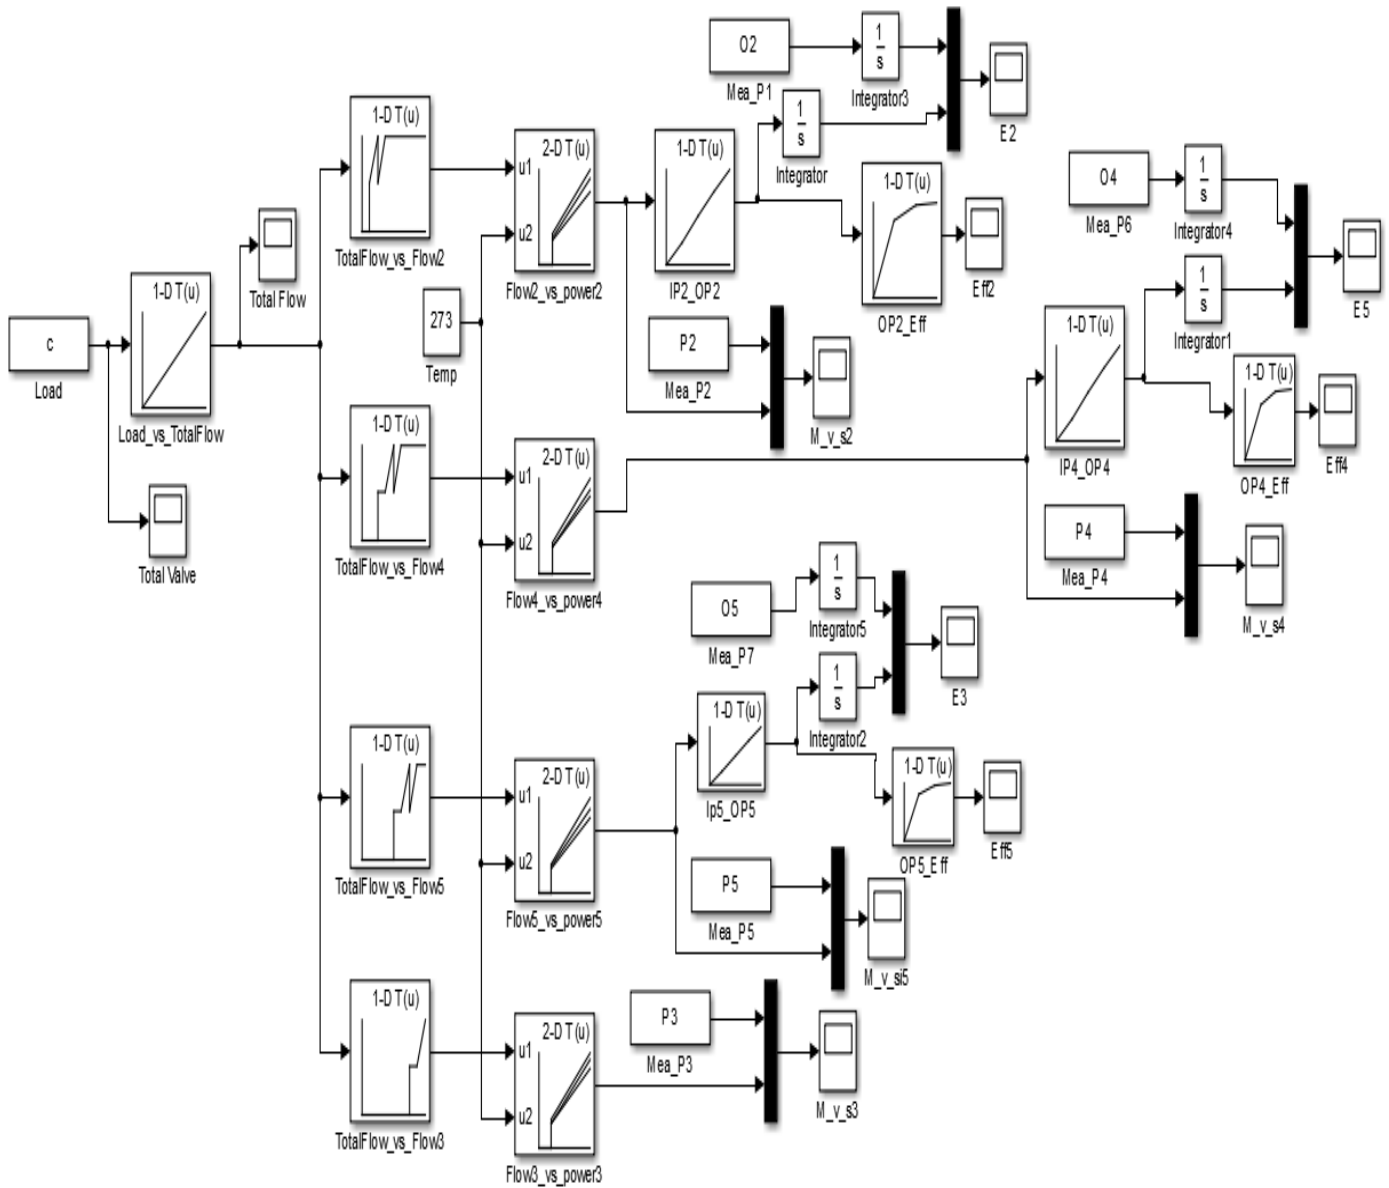 O2
Mea_P1
1
s
Integrator3
E2
1
s
Integrator
1-D T(u)
TotalFlow_vs_Flow2
u1
u2
2-D T(u)
Flow2_vs_power2
1-D T(u)
IP2_OP2
1-D T(u)
OP2_Eff
Eff2
O4
Mea_P6
1
s
Integrator4
1
s
Integrator1
E5
Total Flow
c
Load
1-D T(u)
Load_vs_TotalFlow
Total Valve
273
Temp
P2
Mea_P2
M_v_s2
1-D T(u)
IP4_OP4
1-D T(u)
OP4_Eff
Eff4
1-D T(u)
TotalFlow_vs_Flow4
u1
u2
2-D T(u)
Flow4_vs_power4
P4
Mea_P4
M_v_s4
O5
Mea_P7
1
s
Integrator5
1
s
Integrator2
E3
1-D T(u)
TotalFlow_vs_Flow5
u1
u2
2-D T(u)
Flow5_vs_power5
1-D T(u)
Ip5_OP5
1-D T(u)
OP5_Eff
Eff5
P5
Mea_P5
M_v_si5
1-D T(u)
TotalFlow_vs_Flow3
u1
u2
2-D T(u)
Flow3_vs_power3
P3
Mea_P3
M_v_s3